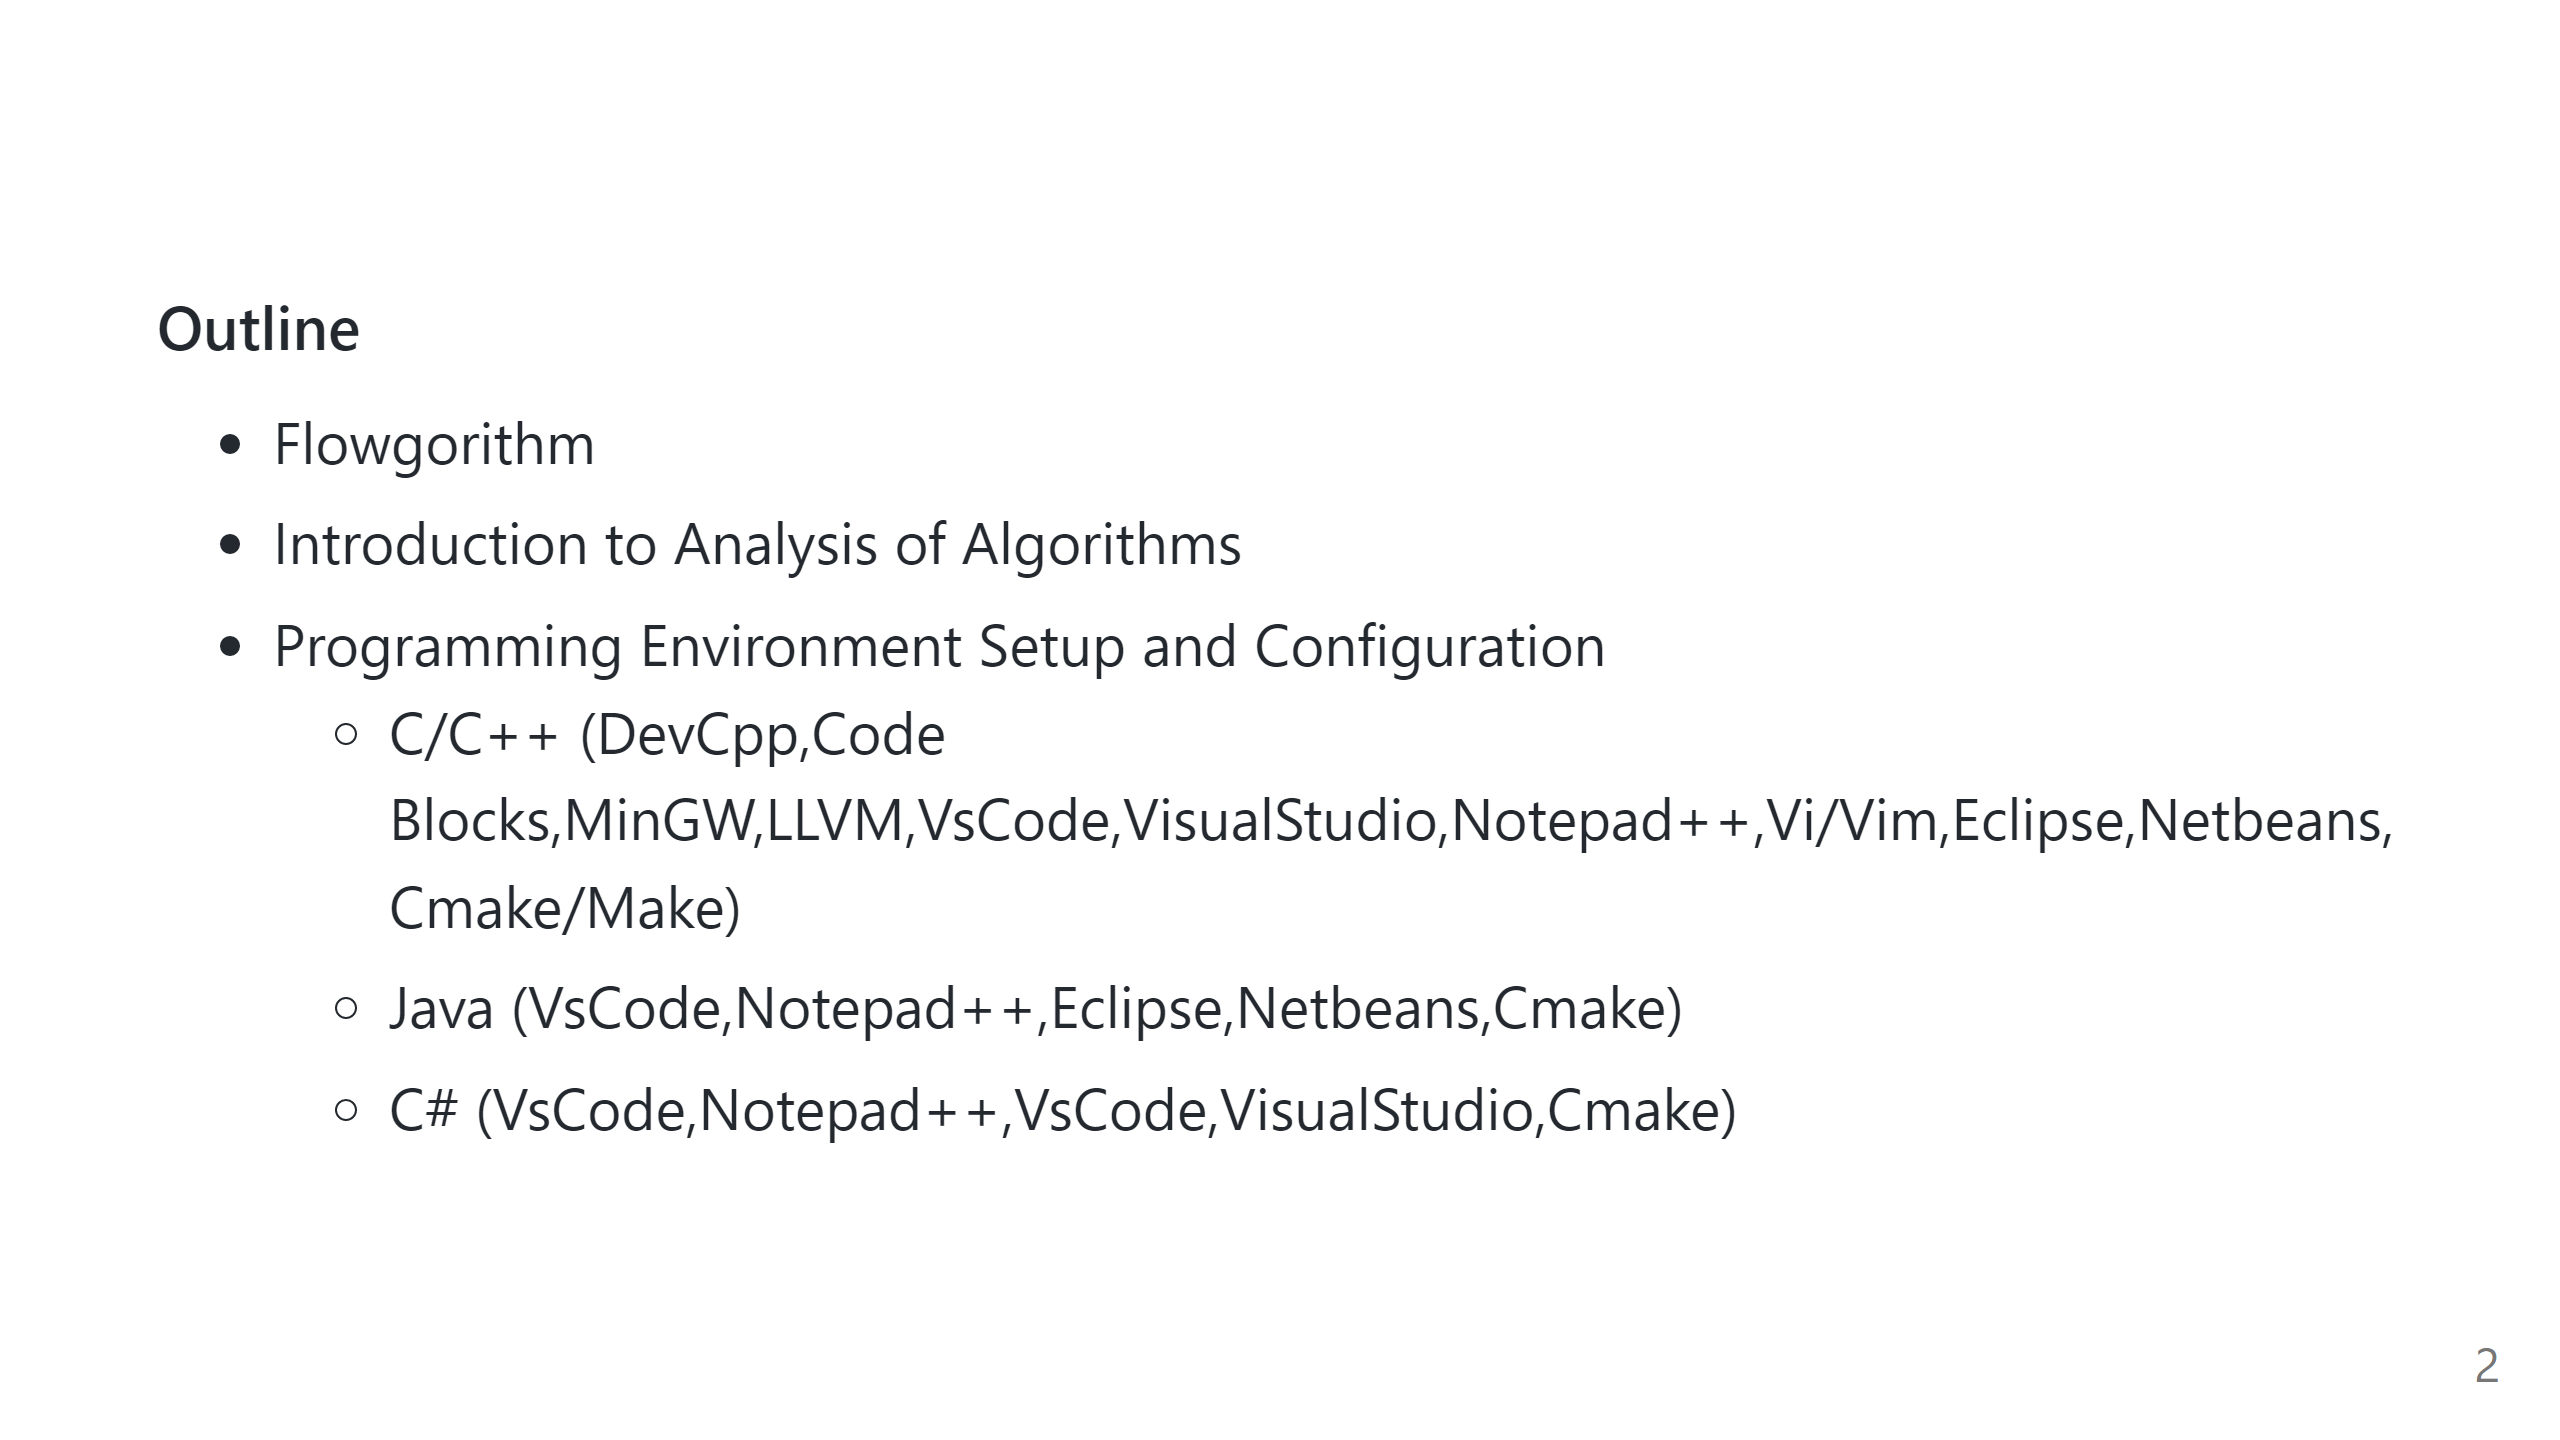 Outline
Flowgorithm
Introduction to Analysis of Algorithms
Programming Environment Setup and Configuration
C/C++ (DevCpp,Code
Blocks,MinGW,LLVM,VsCode,VisualStudio,Notepad++,Vi/Vim,Eclipse,Netbeans,
Cmake/Make)
Java (VsCode,Notepad++,Eclipse,Netbeans,Cmake)
C# (VsCode,Notepad++,VsCode,VisualStudio,Cmake)
2